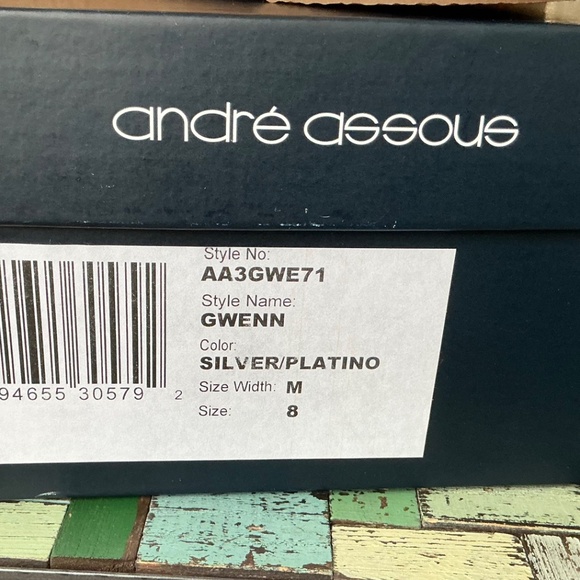 andré assous
Style No:
AA3GWE71
Style Name:
GWENN
Color:
SILVER/PLATINO
Size Width: M
Size: 8
94655 30579 2